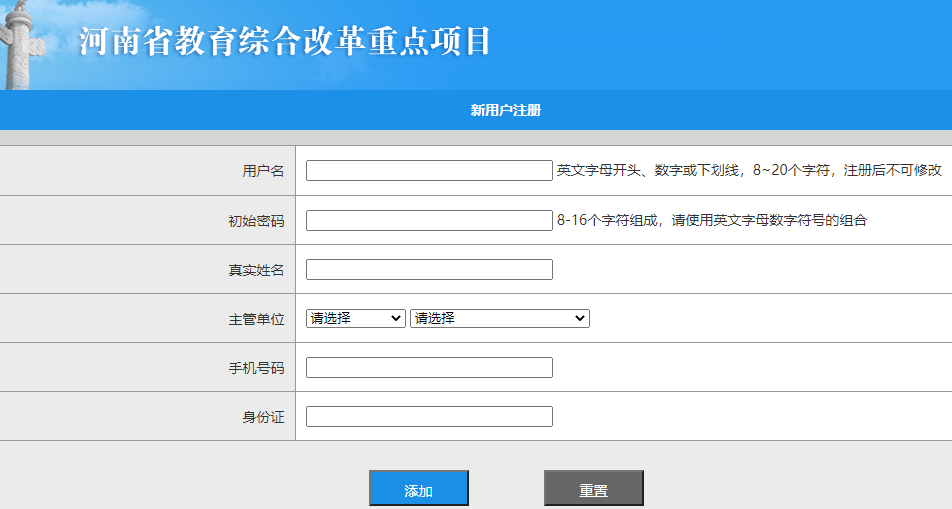 河南省教育综合改革重点项目
新用户注册
用户名 英文字母开头、数字或下划线，8~20个字符，注册后不可修改
初始密码 8-16个字符组成，请使用英文字母数字符号的组合
真实姓名
主管单位 请选择 请选择
手机号码
身份证
添加 重置